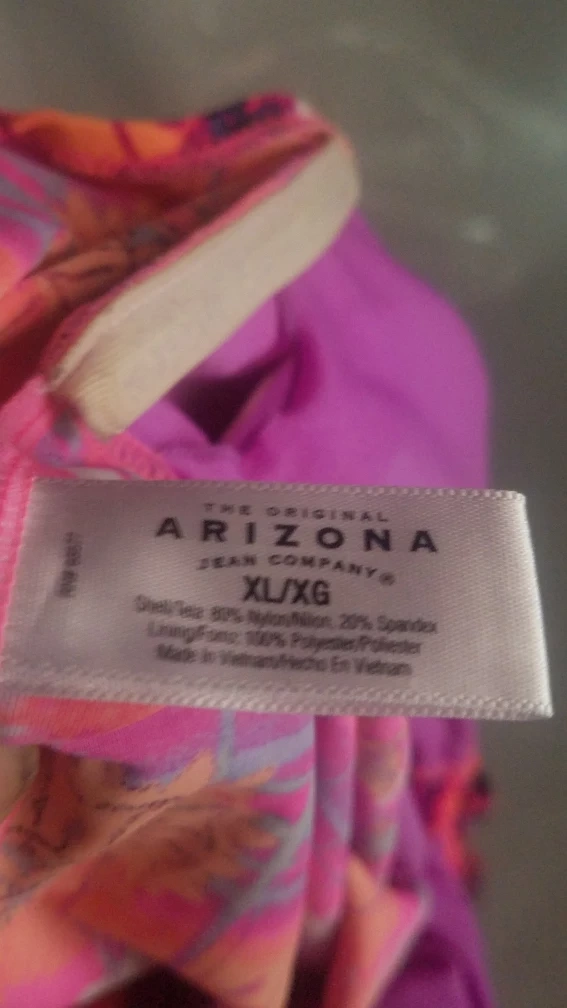 THE ORIGINAL
ARIZONA
JEAN COMPANY®
XL/XG
Shell/Tela: 80% Nylon/Nilon, 20% Spandex
Lining/Forro: 100% Polyester/Poliester
Made In Vietnam/Hecho En Vietnam